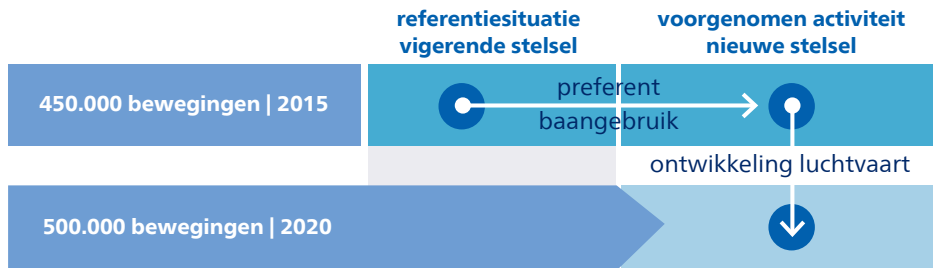 referentiesituatie
vigerende stelsel
voorgenomen activiteit
nieuwe stelsel
450.000 bewegingen | 2015
preferent
baangebruik
ontwikkeling luchtvaart
500.000 bewegingen | 2020